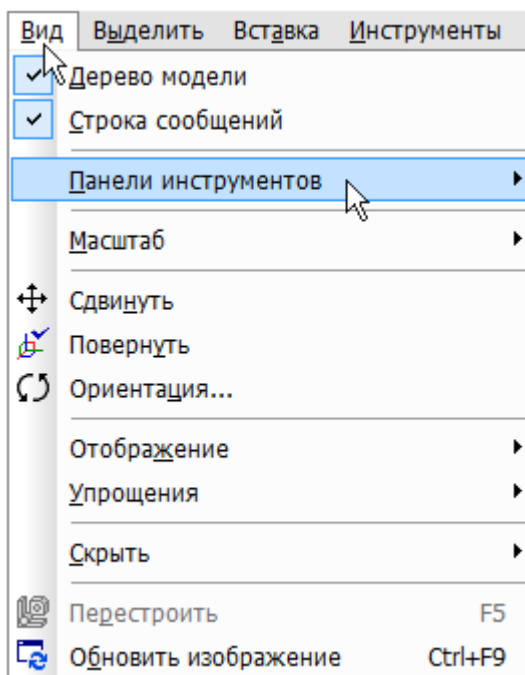 Вид Выделить Вставка Инструменты
Дерево модели
Строка сообщений
Панели инструментов
Масштаб
Сдвинуть
Повернуть
Ориентация...
Отображение
Упрощения
Скрыть
Перестроить F5
Обновить изображение Ctrl+F9